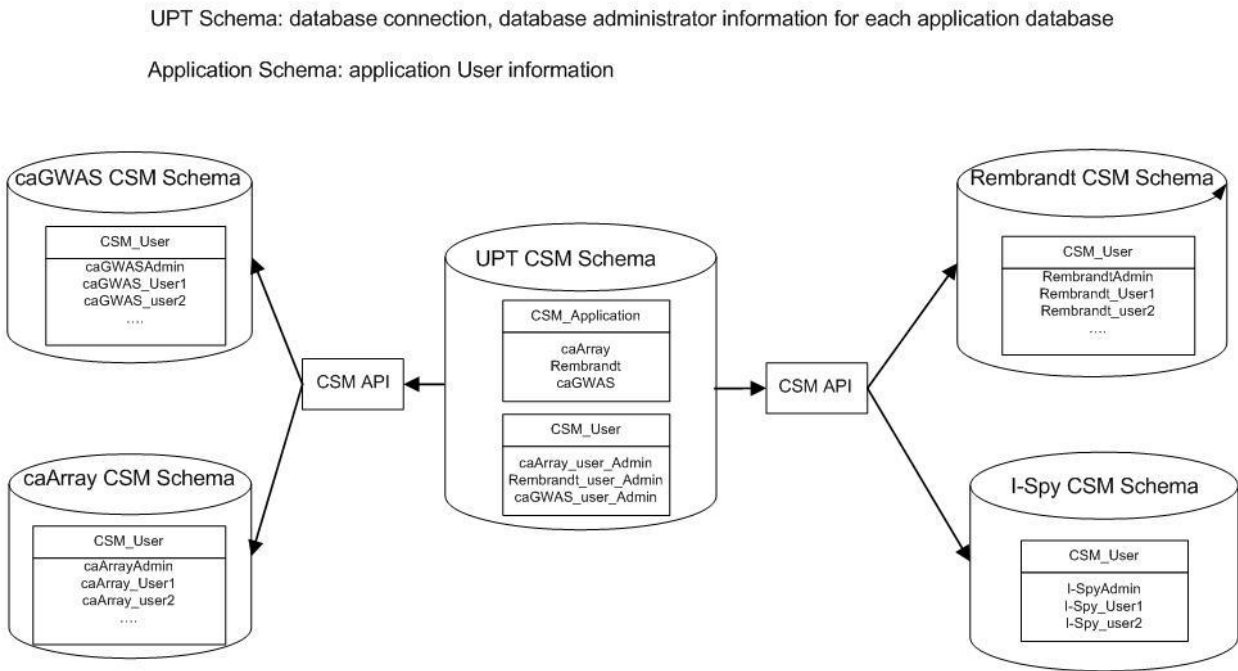 UPT Schema: database connection, database administrator information for each application database
Application Schema: application User information
caGWAS CSM Schema
CSM_User
caGWASAdmin
caGWAS_User1
caGWAS_user2
....
caArray CSM Schema
CSM_User
caArrayAdmin
caArray_User1
caArray_user2
....
CSM API
UPT CSM Schema
CSM_Application
caArray
Rembrandt
caGWAS
CSM_User
caArray_user_Admin
Rembrandt_user_Admin
caGWAS_user_Admin
CSM API
Rembrandt CSM Schema
CSM_User
RembrandtAdmin
Rembrandt_User1
Rembrandt_user2
....
I-Spy CSM Schema
CSM_User
I-SpyAdmin
I-Spy_User1
I-Spy_user2